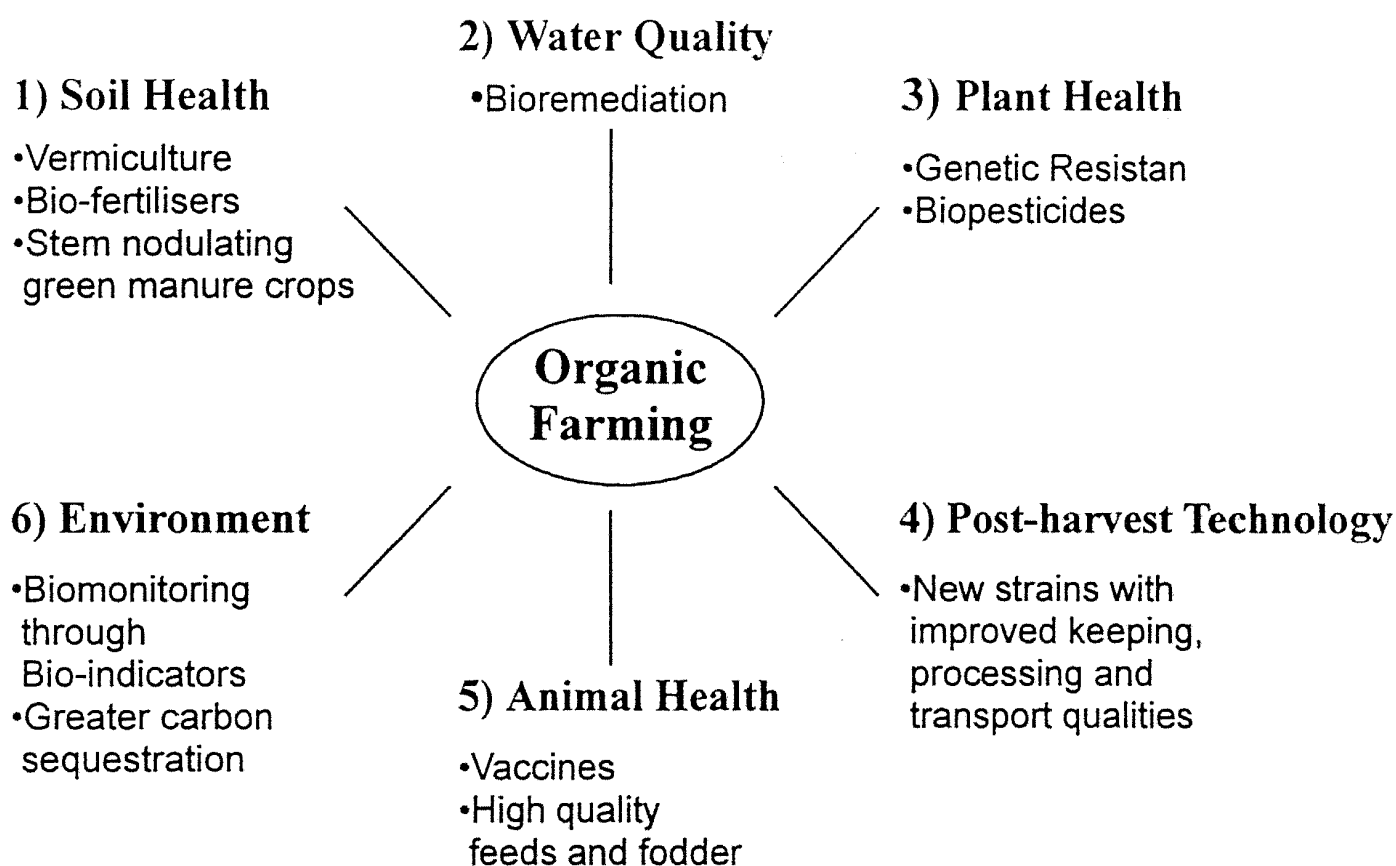 2) Water Quality
•Bioremediation
1) Soil Health
•Vermiculture
•Bio-fertilisers
•Stem nodulating
green manure crops
3) Plant Health
•Genetic Resistan
•Biopesticides
Organic
Farming
6) Environment
•Biomonitoring
through
Bio-indicators
•Greater carbon
sequestration
5) Animal Health
•Vaccines
•High quality
feeds and fodder
4) Post-harvest Technology
•New strains with
improved keeping,
processing and
transport qualities